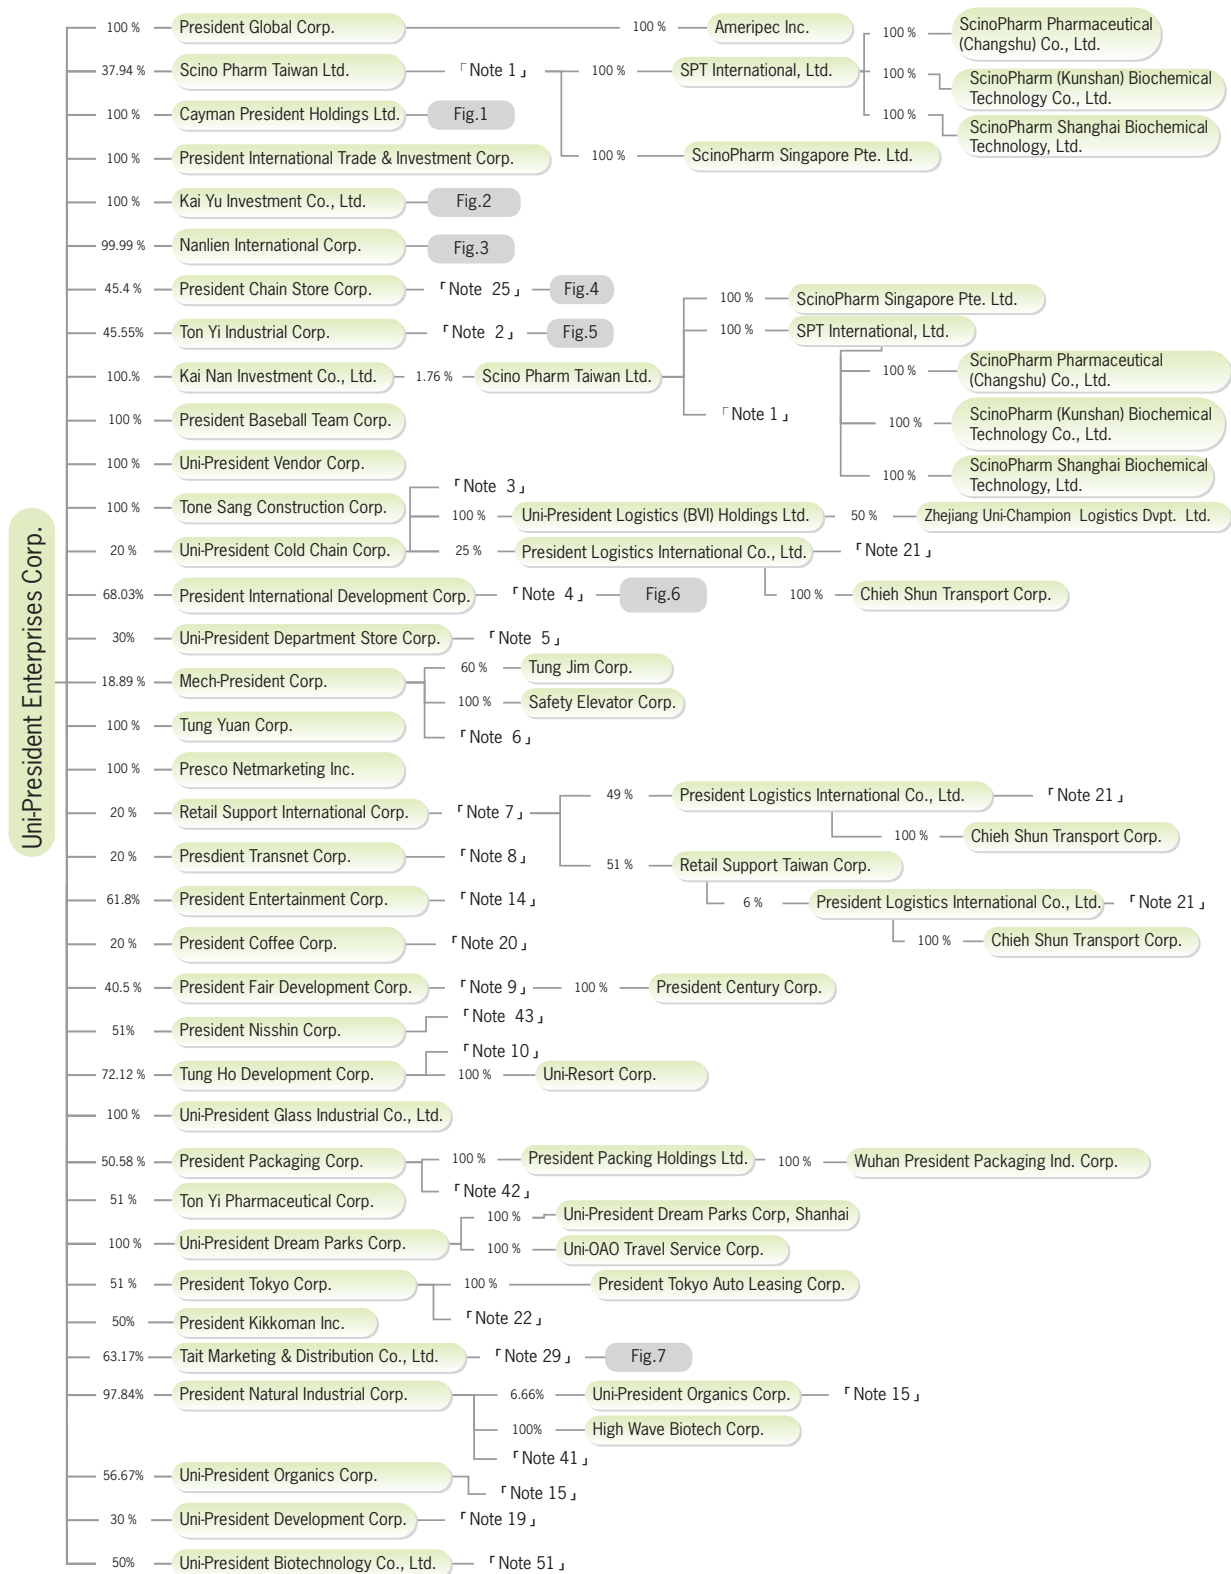 Uni-President Enterprises Corp.
100 % President Global Corp. 100 % Ameripec Inc.
100 % ScinoPharm Pharmaceutical
(Changshu) Co., Ltd.
37.94 % Scino Pharm Taiwan Ltd. 「Note 1」 100 % SPT International, Ltd.
100 % ScinoPharm (Kunshan) Biochemical
Technology Co., Ltd.
100 % Cayman President Holdings Ltd. Fig.1
100 % ScinoPharm Shanghai Biochemical
Technology, Ltd.
100 % President International Trade & Investment Corp. 100 % ScinoPharm Singapore Pte. Ltd.
100 % Kai Yu Investment Co., Ltd. Fig.2
99.99 % Nanlien International Corp. Fig.3
45.4 % President Chain Store Corp. 「Note 25」 Fig.4
100 % ScinoPharm Singapore Pte. Ltd.
45.55% Ton Yi Industrial Corp. 「Note 2」 Fig.5
100 % SPT International, Ltd.
100.% Kai Nan Investment Co., Ltd. 1.76 % Scino Pharm Taiwan Ltd.
100 % ScinoPharm Pharmaceutical
(Changshu) Co., Ltd.
「Note 1」
100 % President Baseball Team Corp.
100 % ScinoPharm (Kunshan) Biochemical
Technology Co., Ltd.
100 % Uni-President Vendor Corp.
100 % ScinoPharm Shanghai Biochemical
Technology, Ltd.
「Note 3」
100 % Tone Sang Construction Corp.
100 % Uni-President Logistics (BVI) Holdings Ltd. 50 % Zhejiang Uni-Champion Logistics Dvpt. Ltd.
20 % Uni-President Cold Chain Corp. 25 % President Logistics International Co., Ltd. 「Note 21」
68.03% President International Development Corp. 「Note 4」 Fig.6
100 % Chieh Shun Transport Corp.
30% Uni-President Department Store Corp. 「Note 5」
60 % Tung Jim Corp.
18.89 % Mech-President Corp.
100 % Safety Elevator Corp.
100 % Tung Yuan Corp.
「Note 6」
100 % Presco Netmarketing Inc.
49 % President Logistics International Co., Ltd. 「Note 21」
20 % Retail Support International Corp. 「Note 7」
100 % Chieh Shun Transport Corp.
20 % Presdient Transnet Corp. 「Note 8」
51 % Retail Support Taiwan Corp.
61.8% President Entertainment Corp. 「Note 14」
6 % President Logistics International Co., Ltd. 「Note 21」
20 % President Coffee Corp. 「Note 20」
100 % Chieh Shun Transport Corp.
40.5 % President Fair Development Corp. 「Note 9」 100 % President Century Corp.
「Note 43」
51% President Nisshin Corp.
「Note 10」
72.12 % Tung Ho Development Corp. 100 % Uni-Resort Corp.
100 % Uni-President Glass Industrial Co., Ltd.
50.58 % President Packaging Corp. 100 % President Packing Holdings Ltd. 100 % Wuhan President Packaging Ind. Corp.
「Note 42」
51 % Ton Yi Pharmaceutical Corp.
100 % Uni-President Dream Parks Corp, Shanhai
100 % Uni-President Dream Parks Corp.
100 % Uni-OAO Travel Service Corp.
51 % President Tokyo Corp. 100 % President Tokyo Auto Leasing Corp.
「Note 22」
50% President Kikkoman Inc.
63.17% Tait Marketing & Distribution Co., Ltd. 「Note 29」 Fig.7
97.84% President Natural Industrial Corp. 6.66% Uni-President Organics Corp. 「Note 15」
100% High Wave Biotech Corp.
「Note 41」
56.67% Uni-President Organics Corp.
「Note 15」
30 % Uni-President Development Corp. 「Note 19」
50% Uni-President Biotechnology Co., Ltd. 「Note 51」